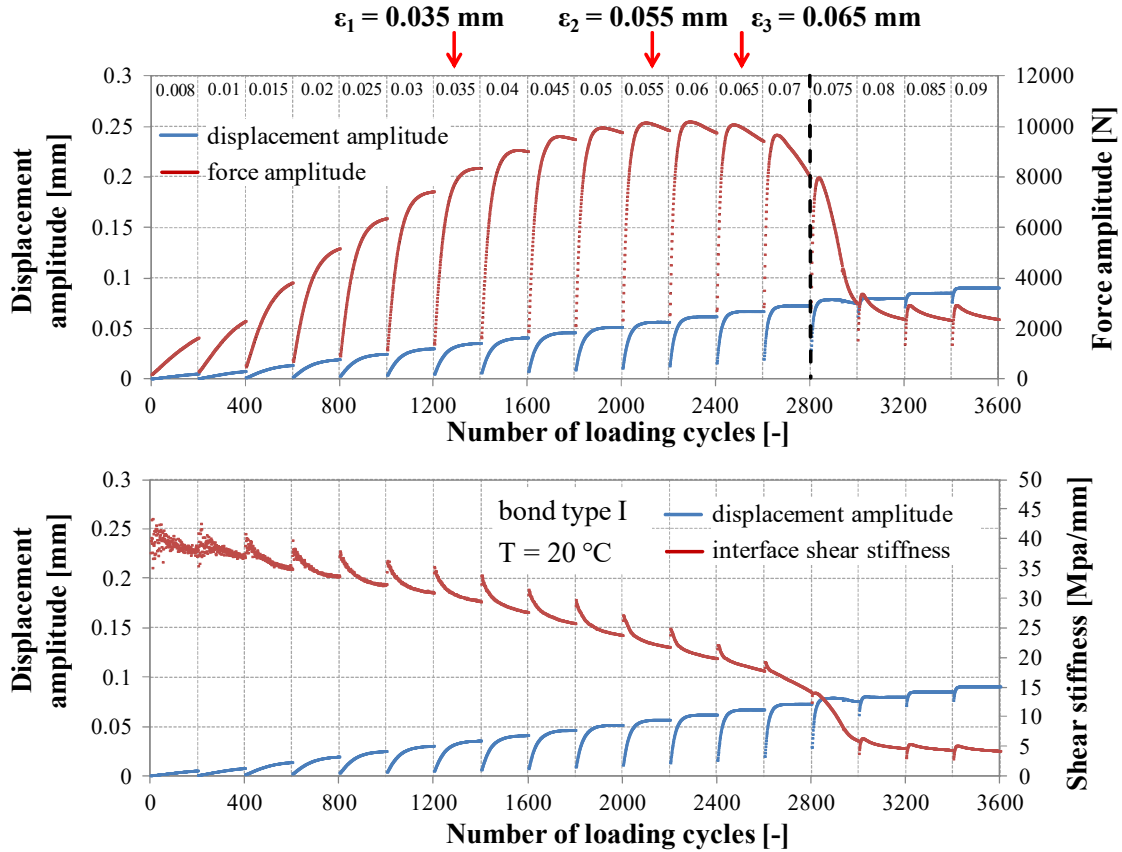 ε1 = 0.035 mm ε2 = 0.055 mm ε3 = 0.065 mm
0.3 12000
0.008 0.01 0.015 0.02 0.025 0.03 0.035 0.04 0.045 0.05 0.055 0.06 0.065 0.07 0.075 0.08 0.085 0.09
0.25 10000
displacement amplitude
force amplitude
0.2 8000
0.15 6000
0.1 4000
0.05 2000
0 0
Displacement
amplitude [mm]
Force amplitude [N]
0 400 800 1200 1600 2000 2400 2800 3200 3600
Number of loading cycles [-]
0.3 50
45
0.25 40
bond type I
displacement amplitude
T = 20 °C
interface shear stiffness
0.2 35
30
0.15 25
20
0.1 15
0.05 10
5
0 0
Displacement
amplitude [mm]
Shear stiffness [Mpa/mm]
0 400 800 1200 1600 2000 2400 2800 3200 3600
Number of loading cycles [-]